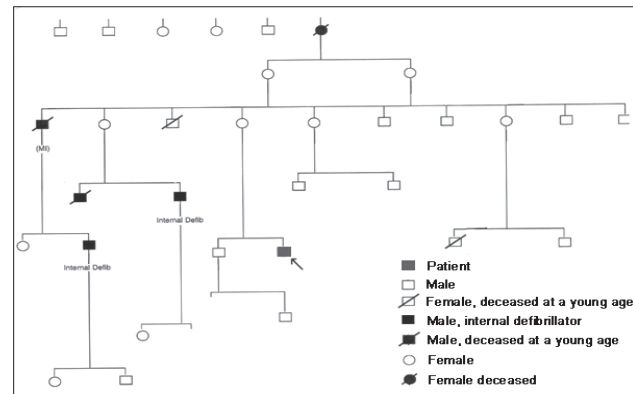 (MI)
Internal Defib
Internal Defib
Patient
Male
Female, deceased at a young age
Male, internal defibrillator
Male, deceased at a young age
Female
Female deceased